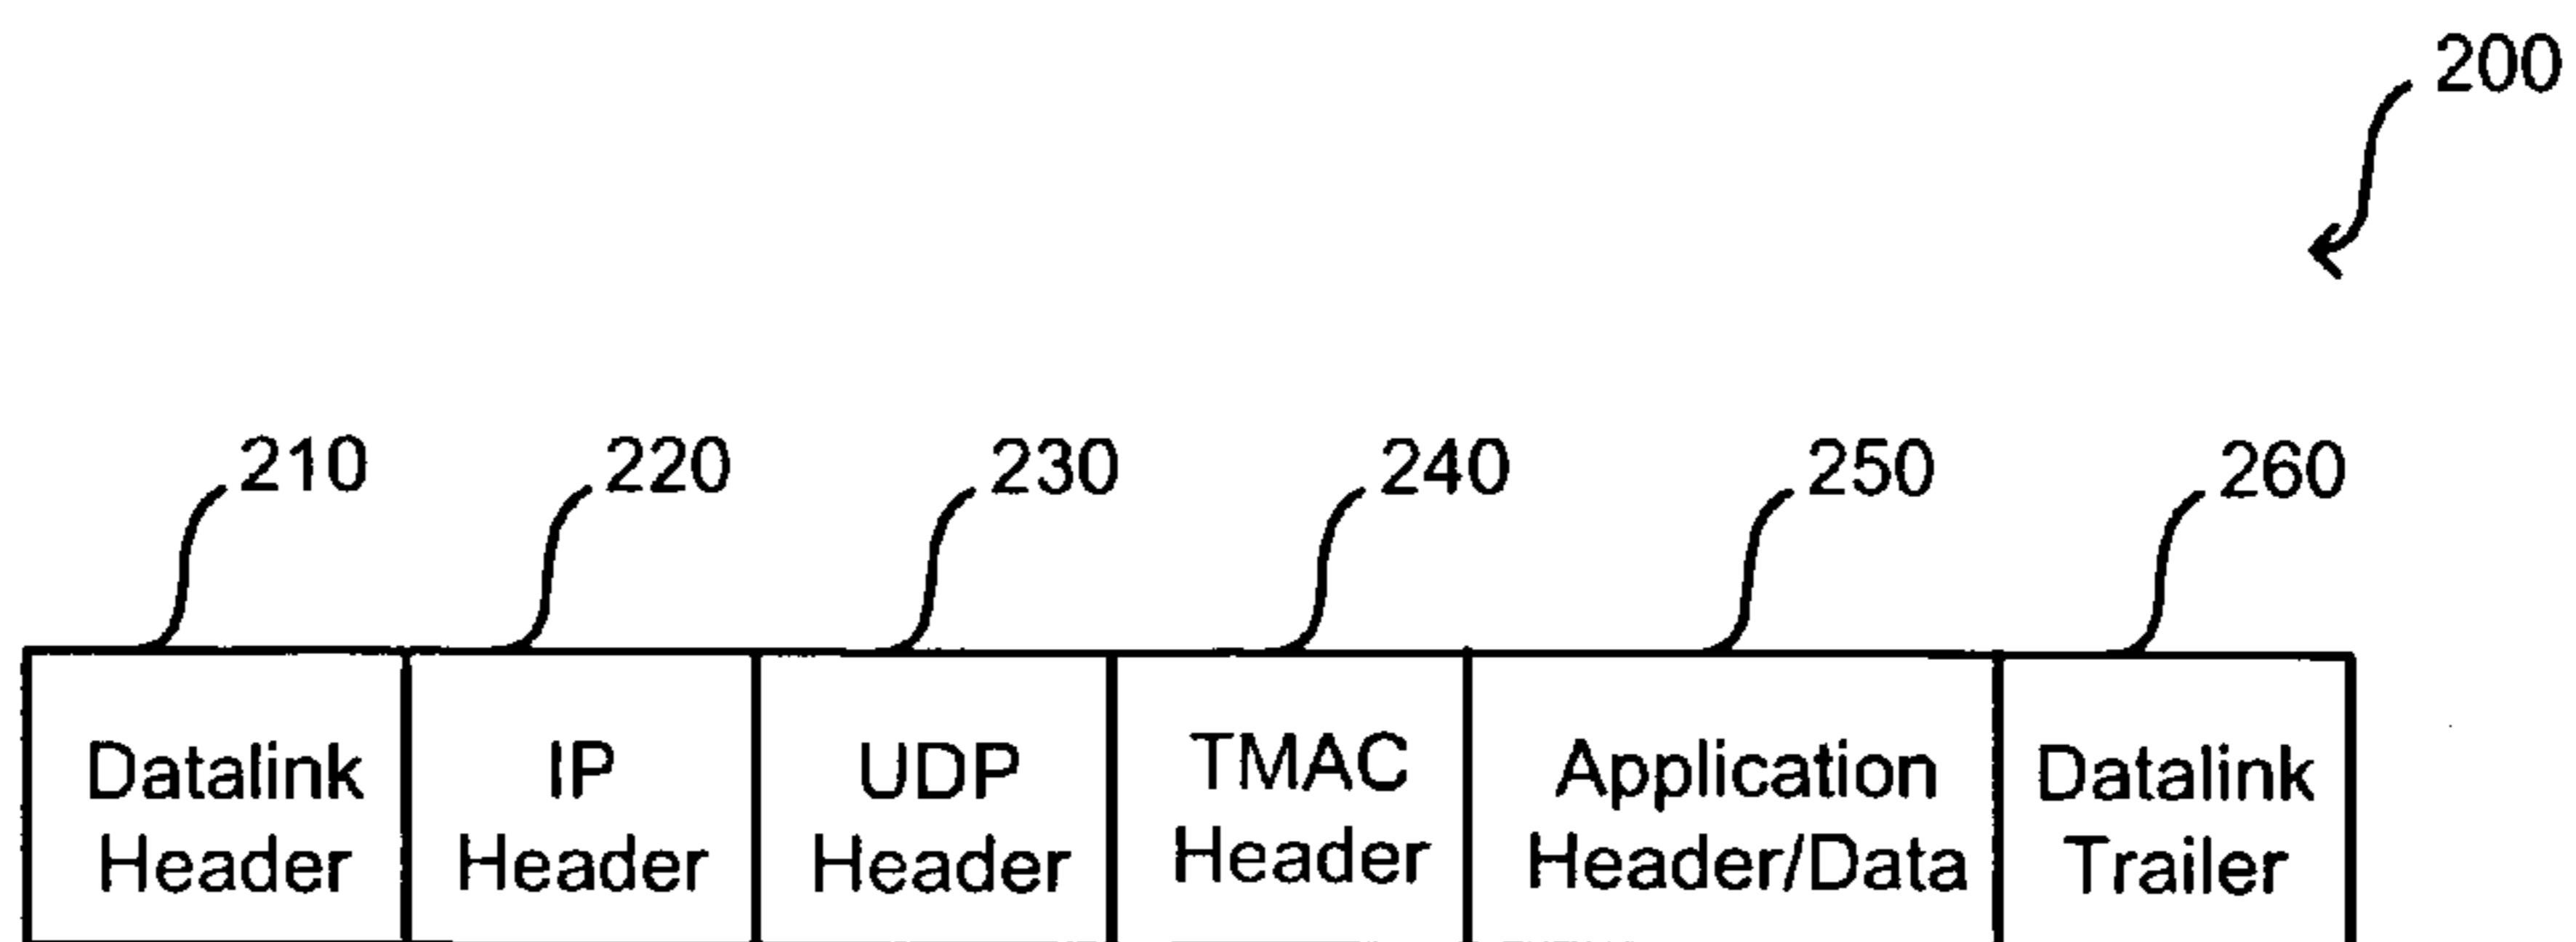 200
210 220 230 240 250 260
Datalink Header
IP Header
UDP Header
TMAC Header
Application Header/Data
Datalink Trailer